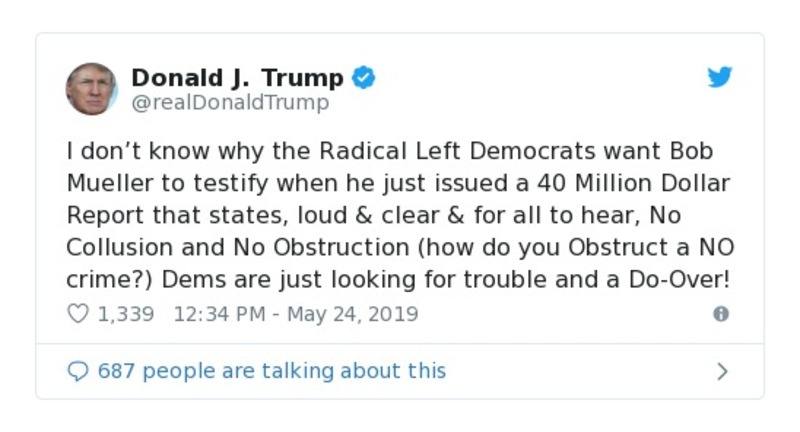 Donald J. Trump
@realDonaldTrump
I don’t know why the Radical Left Democrats want Bob
Mueller to testify when he just issued a 40 Million Dollar
Report that states, loud & clear & for all to hear, No
Collusion and No Obstruction (how do you Obstruct a NO
crime?) Dems are just looking for trouble and a Do-Over!
1,339 12:34 PM - May 24, 2019
687 people are talking about this